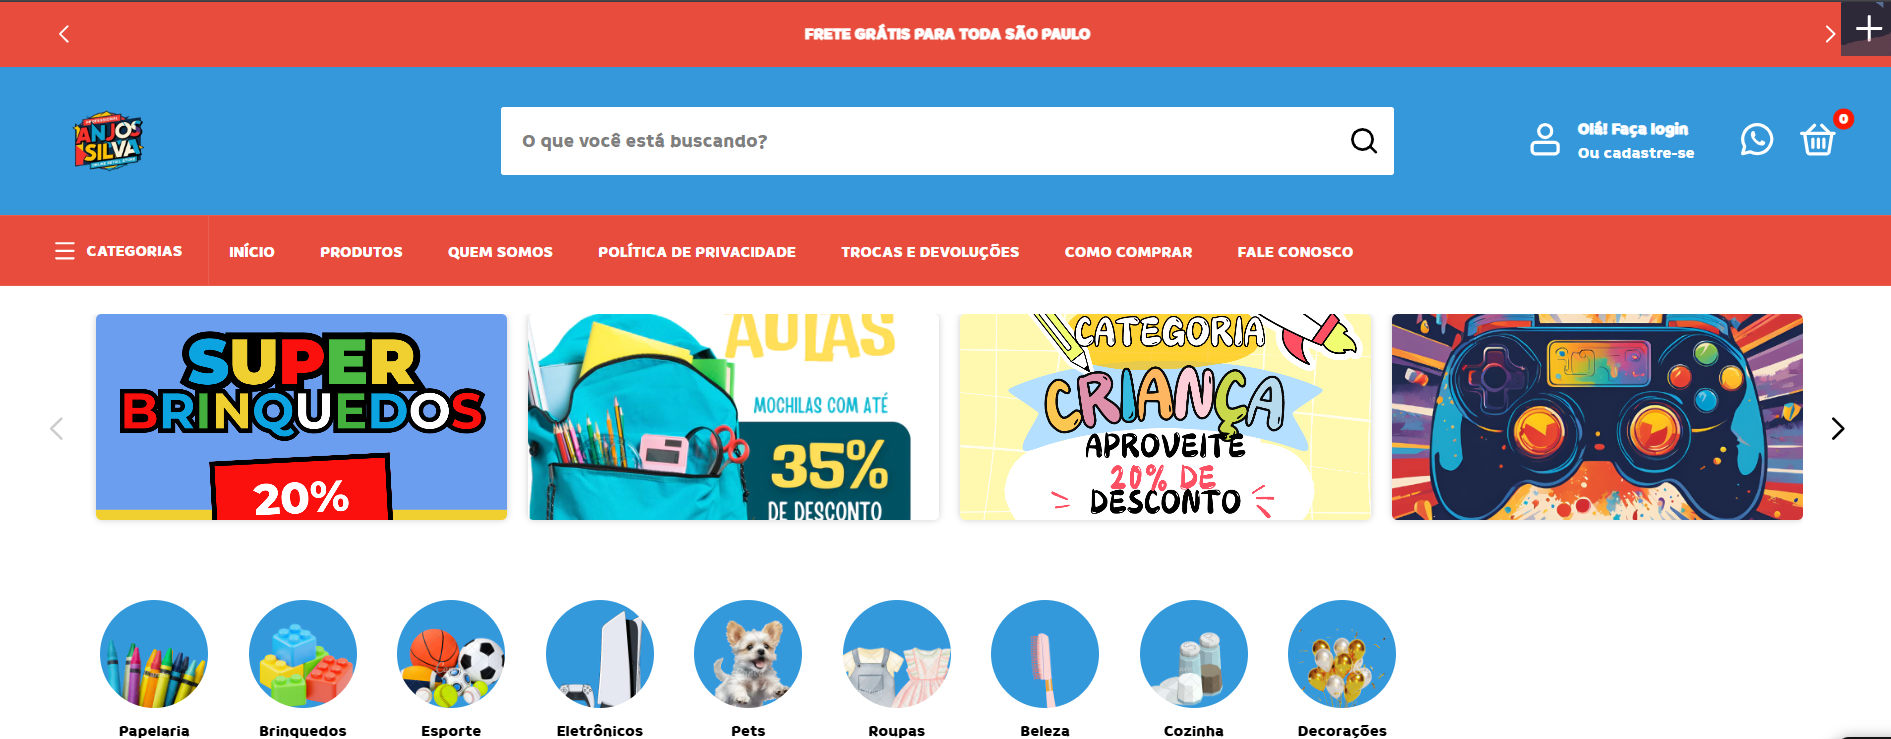 FRETE GRÁTIS PARA TODA SÃO PAULO
ANJOS
SILVA
O que você está buscando?
Olá! Faça login
Ou cadastre-se
0
CATEGORIAS
INÍCIO
PRODUTOS
QUEM SOMOS
POLÍTICA DE PRIVACIDADE
TROCAS E DEVOLUÇÕES
COMO COMPRAR
FALE CONOSCO
SUPER
BRINQUEDOS
20%
AULAS
MOCHILAS COM ATÉ
35%
DE DESCONTO
CATEGORIA
CRIANÇA
APROVEITE
20% DE
DESCONTO
Papelaria
Brinquedos
Esporte
Eletrônicos
Pets
Roupas
Beleza
Cozinha
Decorações